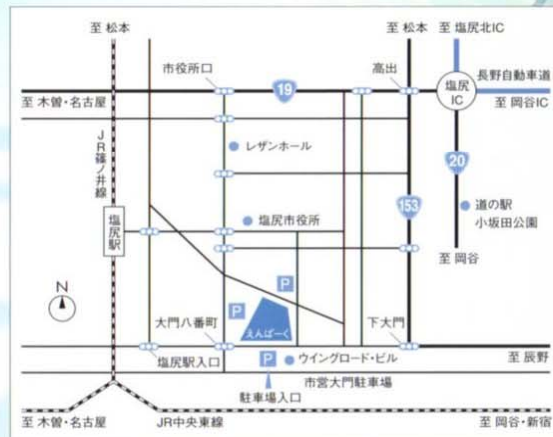 至 松本
至 松本
至 塩尻北IC
市役所口
高出
長野自動車道
19
塩尻
IC
至 木曽・名古屋
至 岡谷IC
JR篠ノ井線
レザンホール
20
153
道の駅
小坂田公園
塩尻駅
塩尻市役所
至 岡谷
N
P
P
大門八番町
えんぱーく
下大門
塩尻駅入口
P
ウイングロード・ビル
至 辰野
市営大門駐車場
駐車場入口
至 木曽・名古屋
JR中央東線
至 岡谷・新宿